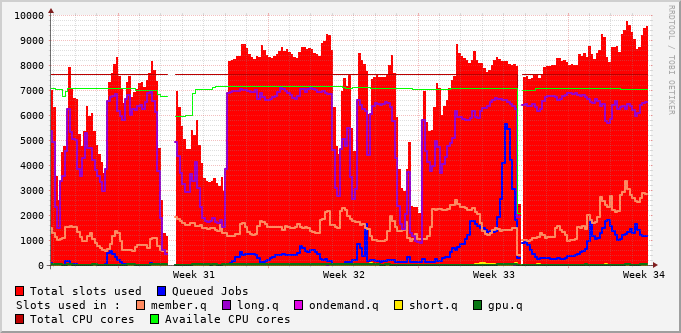 10000
9000
8000
7000
6000
5000
4000
3000
2000
1000
0
Week 31 Week 32 Week 33 Week 34
RRDTOOL / TOBI OETIKER
Total slots used Queued Jobs
Slots used in : member.q long.q ondemand.q short.q gpu.q
Total CPU cores Availale CPU cores